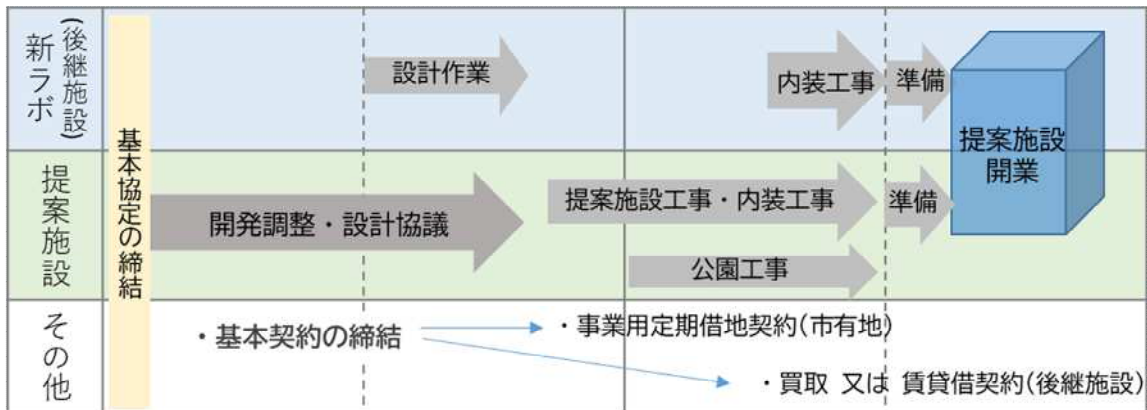 新ラボ
(後継施設)
基本協定の締結
設計作業
内装工事
準備
提案施設
開業
提案施設
開発調整・設計協議
提案施設工事・内装工事
準備
公園工事
その他
・基本契約の締結
・事業用定期借地契約(市有地)
・買取 又は 賃貸借契約(後継施設)